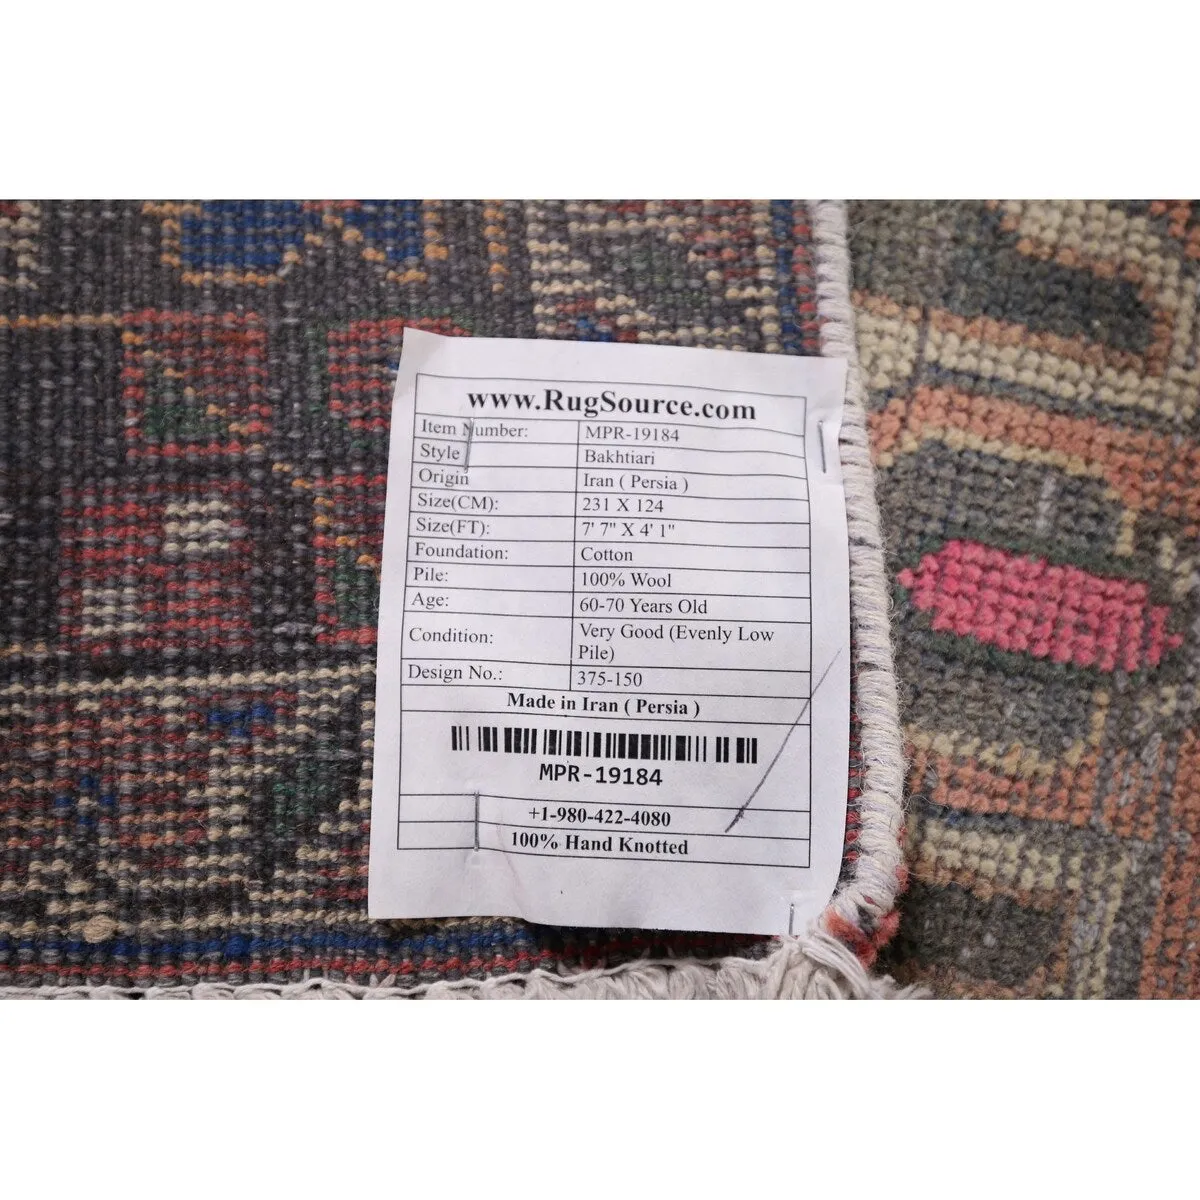 www.RugSource.com
Item Number: MPR-19184
Style Bakhtiari
Origin Iran ( Persia )
Size(CM): 231 X 124
Size(FT): 7' 7" X 4' 1"
Foundation: Cotton
Pile: 100% Wool
Age: 60-70 Years Old
Condition: Very Good (Evenly Low
Pile)
Design No.: 375-150
Made in Iran ( Persia )
MPR-19184
+1-980-422-4080
100% Hand Knotted